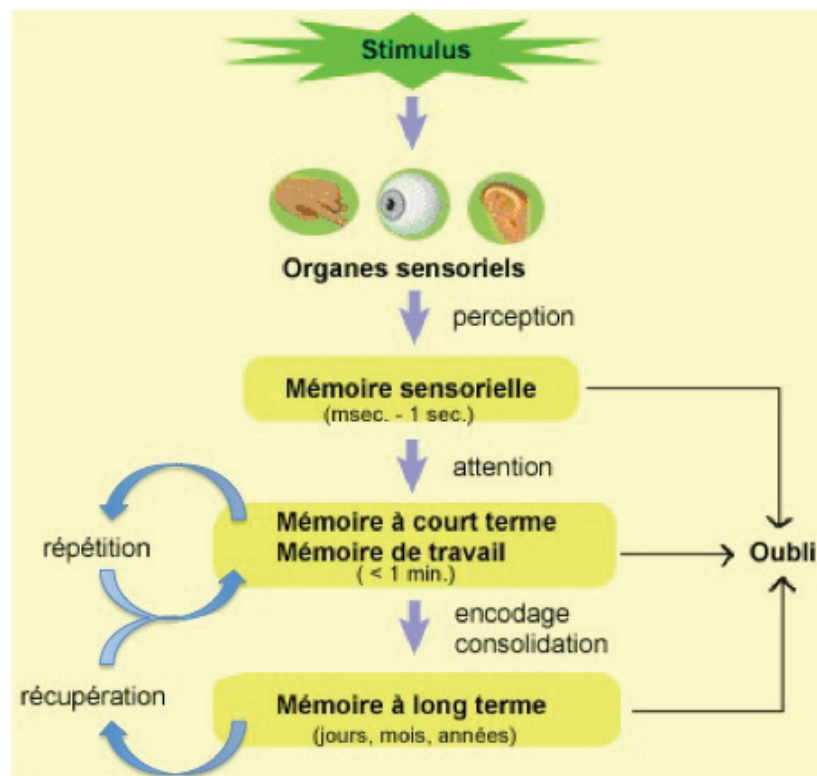 Stimulus
Organes sensoriels
perception
Mémoire sensorielle
(msec. - 1 sec.)
attention
répétition
Mémoire à court terme
Mémoire de travail
( < 1 min.)
Oubli
encodage
consolidation
récupération
Mémoire à long terme
(jours, mois, années)